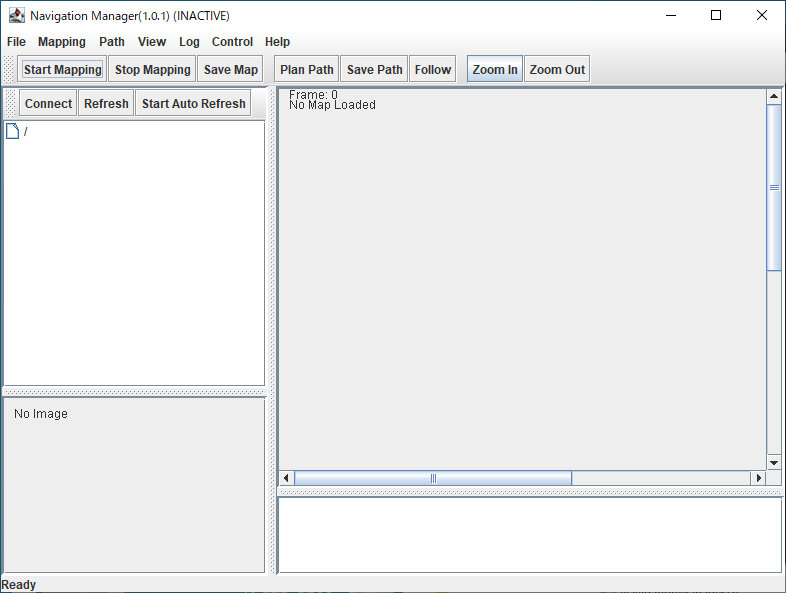 Navigation Manager(1.0.1) (INACTIVE)
File Mapping Path View Log Control Help
Start Mapping Stop Mapping Save Map Plan Path Save Path Follow Zoom In Zoom Out
Connect Refresh Start Auto Refresh
/
Frame: 0
No Map Loaded
No Image
Ready